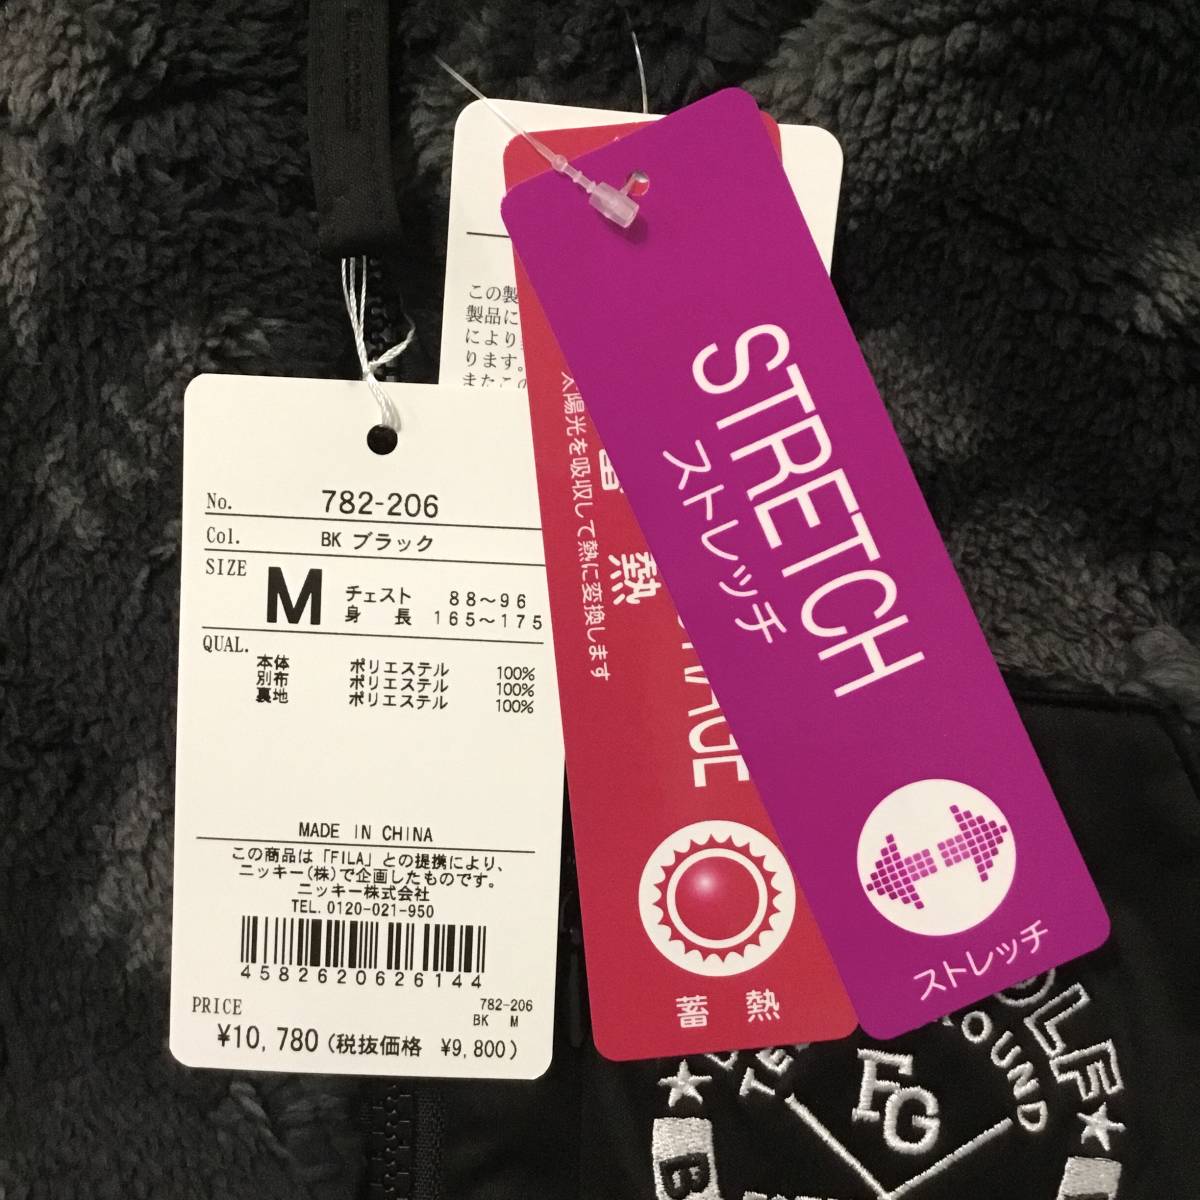 No. 782-206
Col. BK ブラック
SIZE M チェスト 88～96
身 長 165～175
QUAL.
本体 ポリエステル 100%
別布 ポリエステル 100%
裏地 ポリエステル 100%
MADE IN CHINA
この商品は「FILA」との提携により、
ニッキー(株)で企画したものです。
ニッキー株式会社
TEL. 0120-021-950
4582620626144
782-206
BK M
PRICE
¥10,780 (税抜価格 ¥9,800)
この製
製品に
により
ります。
またこの
太陽光を吸収して熱に変換します
熱
蓄 熱
STRETCH
ストレッチ
ストレッチ
FG